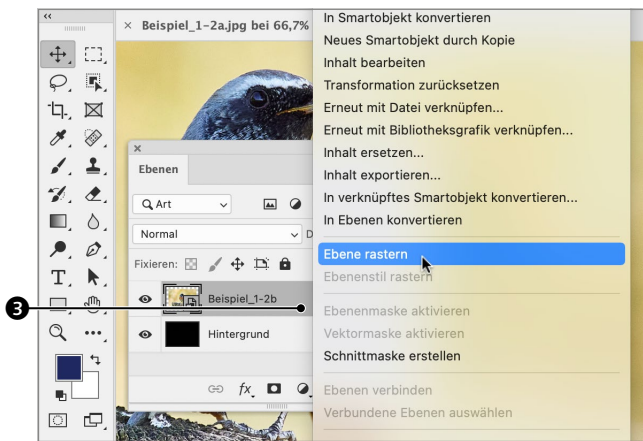 Beispiel_1-2a.jpg bei 66,7%
Ebenen
Art
Normal
D
Fixieren:
Beispiel_1-2b
Hintergrund
fx
T
3
In Smartobjekt konvertieren
Neues Smartobjekt durch Kopie
Inhalt bearbeiten
Transformation zurücksetzen
Erneut mit Datei verknüpfen...
Erneut mit Bibliotheksgrafik verknüpfen...
Inhalt ersetzen...
Inhalt exportieren...
In verknüpftes Smartobjekt konvertieren...
In Ebenen konvertieren
Ebene rastern
Ebenenstil rastern
Ebenenmaske aktivieren
Vektormaske aktivieren
Schnittmaske erstellen
Ebenen verbinden
Verbundene Ebenen auswählen